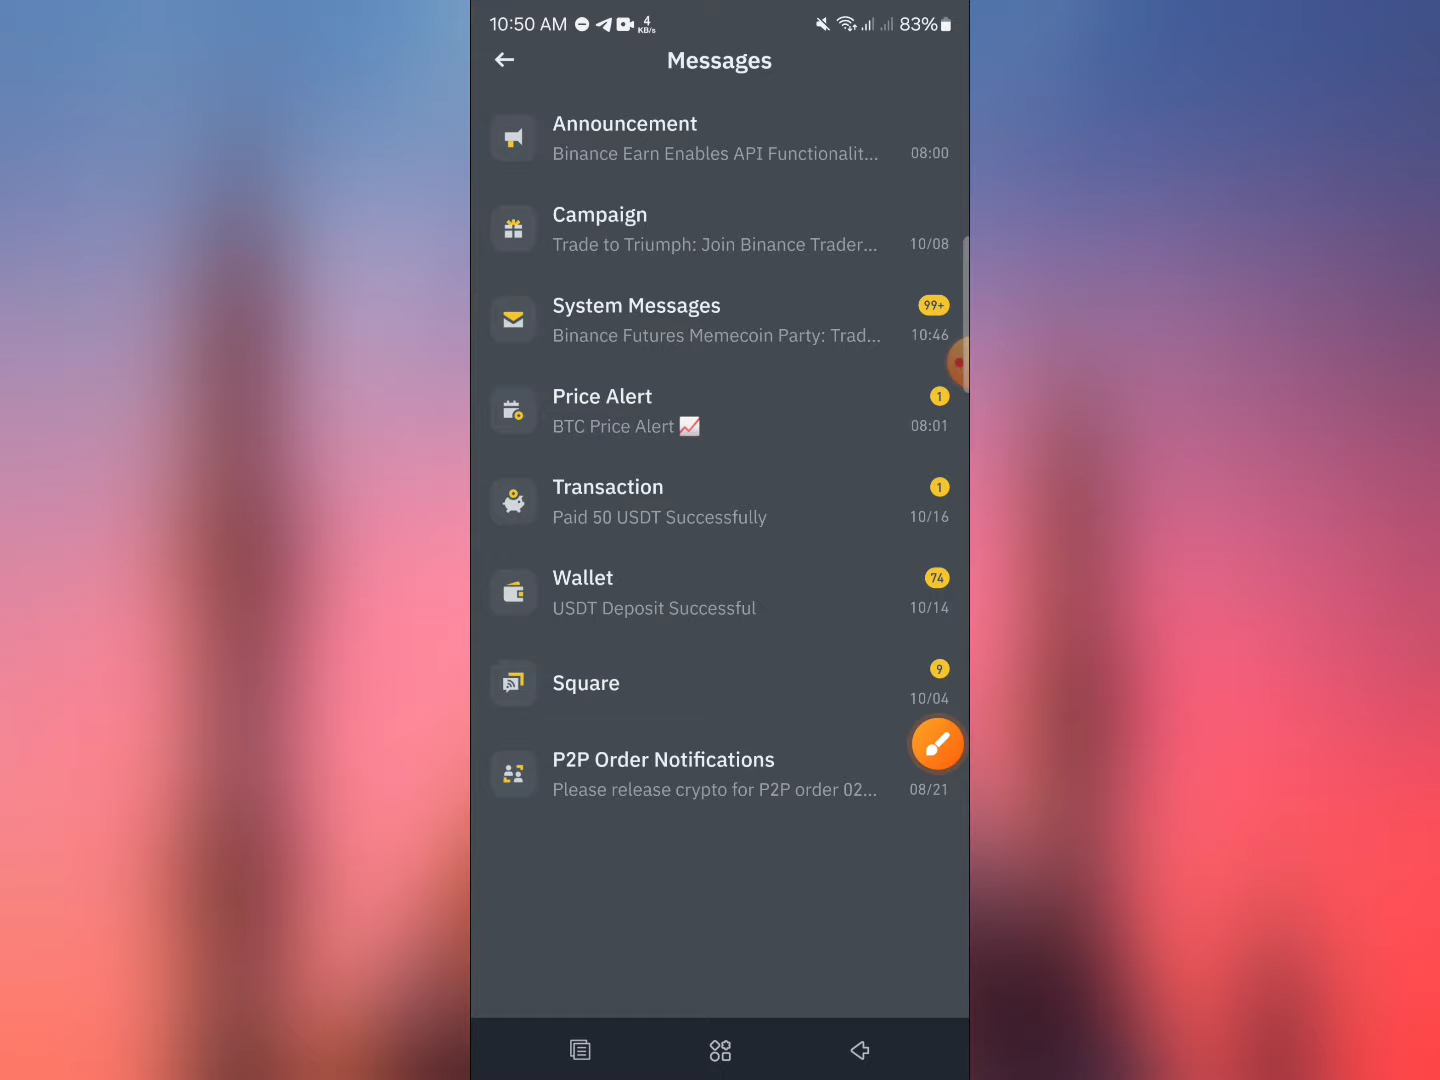 10:50 AM 4 KB/s 83%
Messages
Announcement
Binance Earn Enables API Functionalit... 08:00
Campaign
Trade to Triumph: Join Binance Trader... 10/08
System Messages 99+
Binance Futures Memecoin Party: Trad... 10:46
Price Alert 1
BTC Price Alert 08:01
Transaction 1
Paid 50 USDT Successfully 10/16
Wallet 74
USDT Deposit Successful 10/14
Square 9
10/04
P2P Order Notifications
Please release crypto for P2P order 02... 08/21